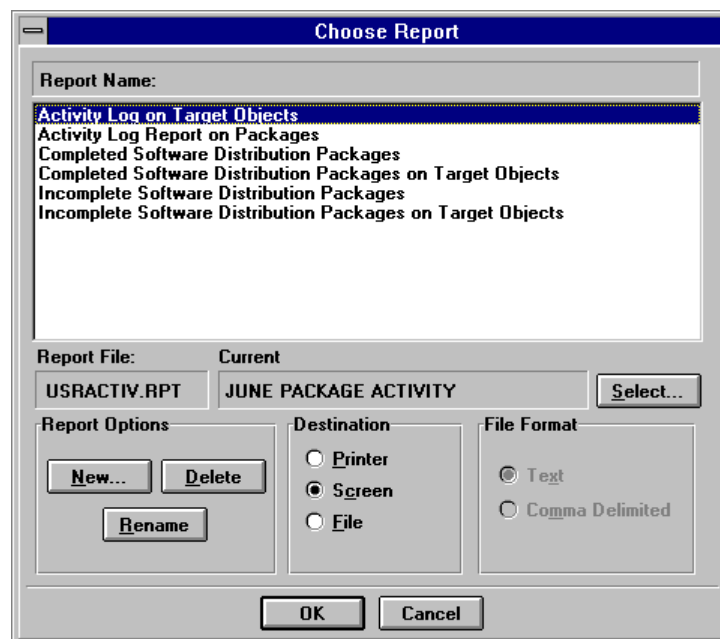 Choose Report
Report Name:
Activity Log on Target Objects
Activity Log Report on Packages
Completed Software Distribution Packages
Completed Software Distribution Packages on Target Objects
Incomplete Software Distribution Packages
Incomplete Software Distribution Packages on Target Objects
Report File: Current
USRACTIV.RPT JUNE PACKAGE ACTIVITY Select...
Report Options Destination File Format
New... Delete Printer Text
Screen
Rename File Comma Delimited
OK Cancel